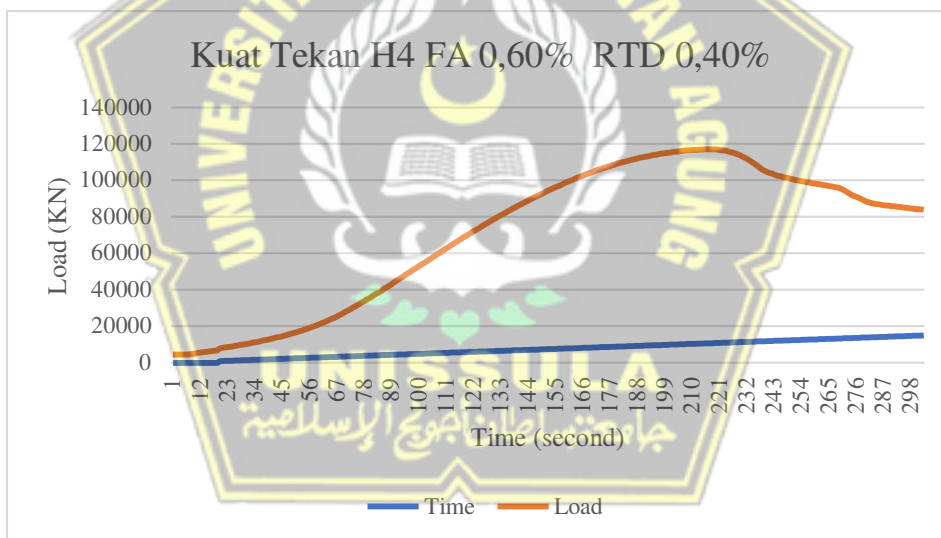 Kuat Tekan H4 FA 0,60% RTD 0,40%
140000
120000
100000
80000
60000
40000
20000
0
Load (KN)
1 12 23 34 45 56 67 78 89 100 111 122 133 144 155 166 177 188 199 210 221 232 243 254 265 276 287 298
Time (second)
Time Load
UNIVERSITAS
AGUNG
UNISSULA